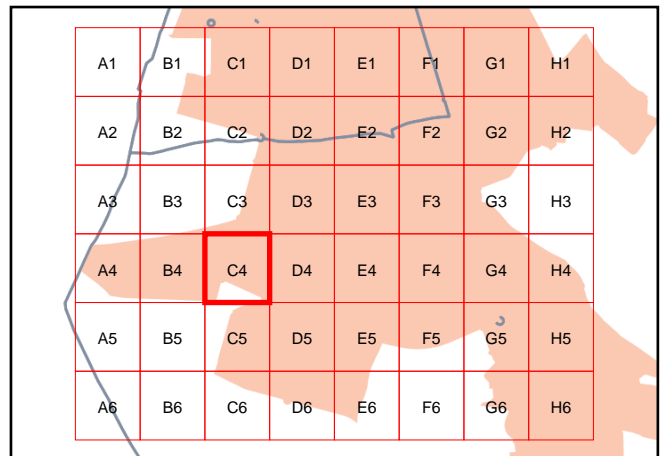 A1 B1 C1 D1 E1 F1 G1 H1
A2 B2 C2 D2 E2 F2 G2 H2
A3 B3 C3 D3 E3 F3 G3 H3
A4 B4 C4 D4 E4 F4 G4 H4
A5 B5 C5 D5 E5 F5 G5 H5
A6 B6 C6 D6 E6 F6 G6 H6